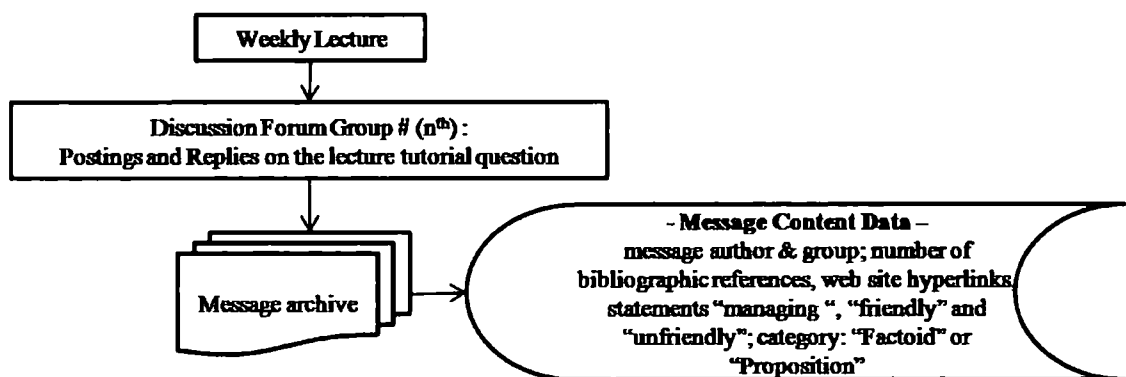 Weekly Lecture
Discussion Forum Group # (nth) :
Postings and Replies on the lecture tutorial question
Message archive
- Message Content Data –
message author & group; number of
bibliographic references, web site hyperlinks,
statements “managing “, “friendly” and
“unfriendly”; category: “Factoid” or
“Proposition”